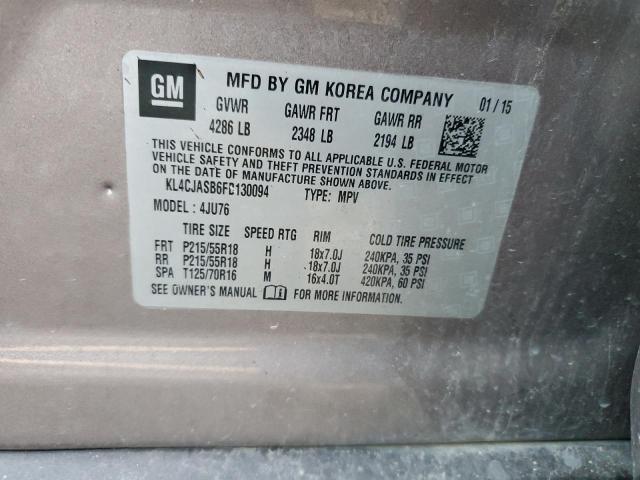 GM
MFD BY GM KOREA COMPANY 01 / 15
GVWR GAWR FRT GAWR RR
4286 LB 2348 LB 2194 LB
THIS VEHICLE CONFORMS TO ALL APPLICABLE U.S. FEDERAL MOTOR
VEHICLE SAFETY AND THEFT PREVENTION STANDARDS IN EFFECT
ON THE DATE OF MANUFACTURE SHOWN ABOVE.
KL4CJASB6FB130094 TYPE: MPV
MODEL: 4JU76
TIRE SIZE SPEED RTG RIM COLD TIRE PRESSURE
FRT P215/55R18 H 18x7.0J 240KPA, 35 PSI
RR P215/55R18 H 18x7.0J 240KPA, 35 PSI
SPA T125/70R16 M 16x4.0T 420KPA, 60 PSI
SEE OWNER'S MANUAL FOR MORE INFORMATION.